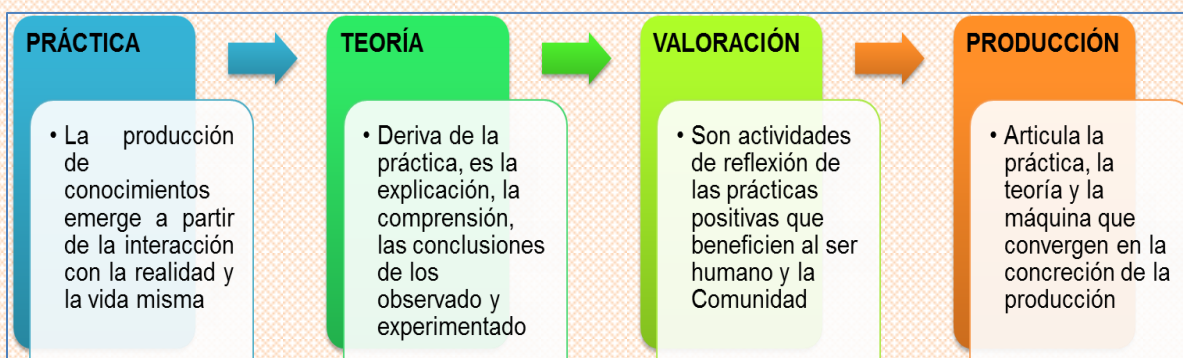 PRÁCTICA
• La producción
de
conocimientos
emerge a partir
de la interacción
con la realidad y
la vida misma
TEORÍA
• Deriva de la
práctica, es la
explicación, la
comprensión,
las conclusiones
de los
observado y
experimentado
VALORACIÓN
• Son actividades
de reflexión de
las prácticas
positivas que
beneficien al ser
humano y la
Comunidad
PRODUCCIÓN
• Articula la
práctica, la
teoría y la
máquina que
convergen en la
concreción de la
producción